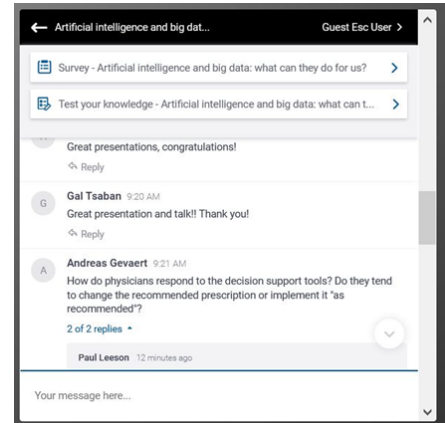 Artificial intelligence and big dat...
Guest Esc User
Survey - Artificial intelligence and big data: what can they do for us?
Test your knowledge - Artificial intelligence and big data: what can t...
Great presentations, congratulations!
Reply
G
Gal Tsaban 9:20 AM
Great presentation and talk!! Thank you!
Reply
A
Andreas Gevaert 9:21 AM
How do physicians respond to the decision support tools? Do they tend
to change the recommended prescription or implement it "as
recommended"?
2 of 2 replies
Paul Leeson 12 minutes ago
Your message here...